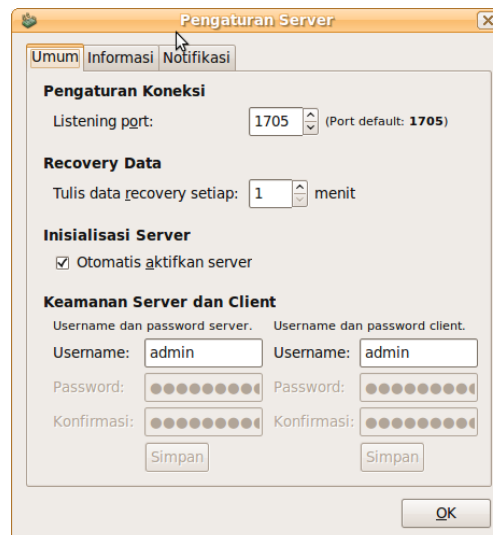 Pengaturan Server
Umum Informasi Notifikasi
Pengaturan Koneksi
Listening port: 1705 (Port default: 1705)
Recovery Data
Tulis data recovery setiap: 1 menit
Inisialisasi Server
Otomatis aktifkan server
Keamanan Server dan Client
Username dan password server. Username dan password client.
Username: admin Username: admin
Password: Password:
Konfirmasi: Konfirmasi:
Simpan Simpan
OK